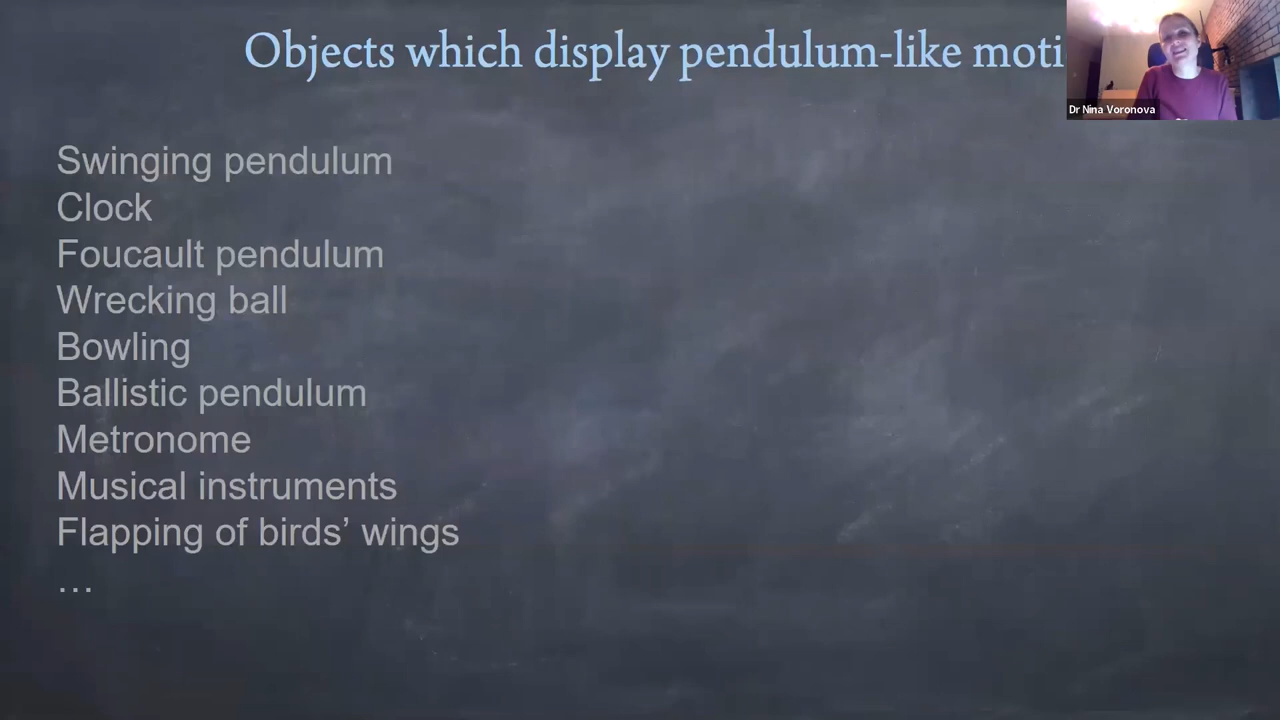 Objects which display pendulum-like moti
Dr Nina Voronova
Swinging pendulum
Clock
Foucault pendulum
Wrecking ball
Bowling
Ballistic pendulum
Metronome
Musical instruments
Flapping of birds’ wings
…